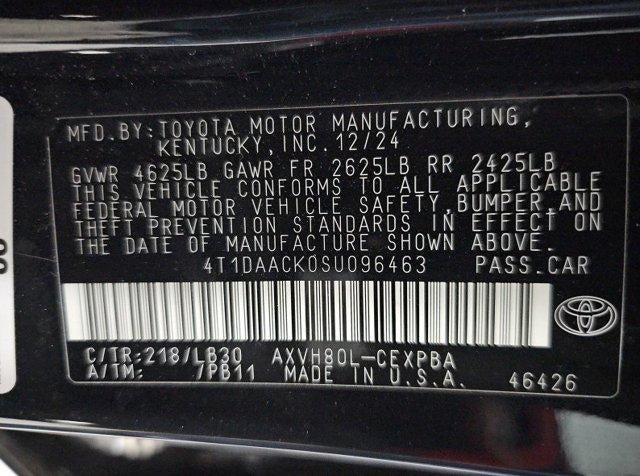 MFD. BY: TOYOTA MOTOR MANUFACTURING,
KENTUCKY, INC. 12/24
GVWR 4625LB GAWR FR 2625LB RR 2425LB
THIS VEHICLE CONFORMS TO ALL APPLICABLE
FEDERAL MOTOR VEHICLE SAFETY, BUMPER, AND
THEFT PREVENTION STANDARDS IN EFFECT ON
THE DATE OF MANUFACTURE SHOWN ABOVE.
4T1DAACK0SU096463 PASS. CAR
C/TR: 218/LB30 AXVH80L-CEXPBA
A/TM: 7PB11 MADE IN U.S.A. 46426